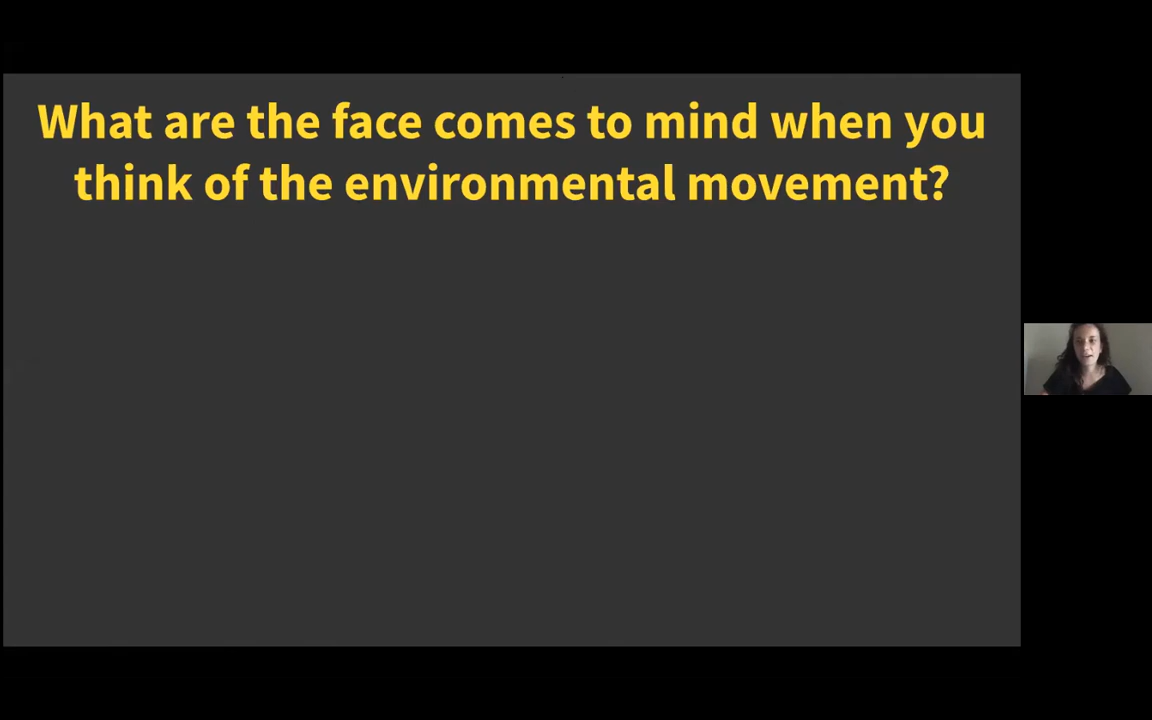 What are the face comes to mind when you
think of the environmental movement?